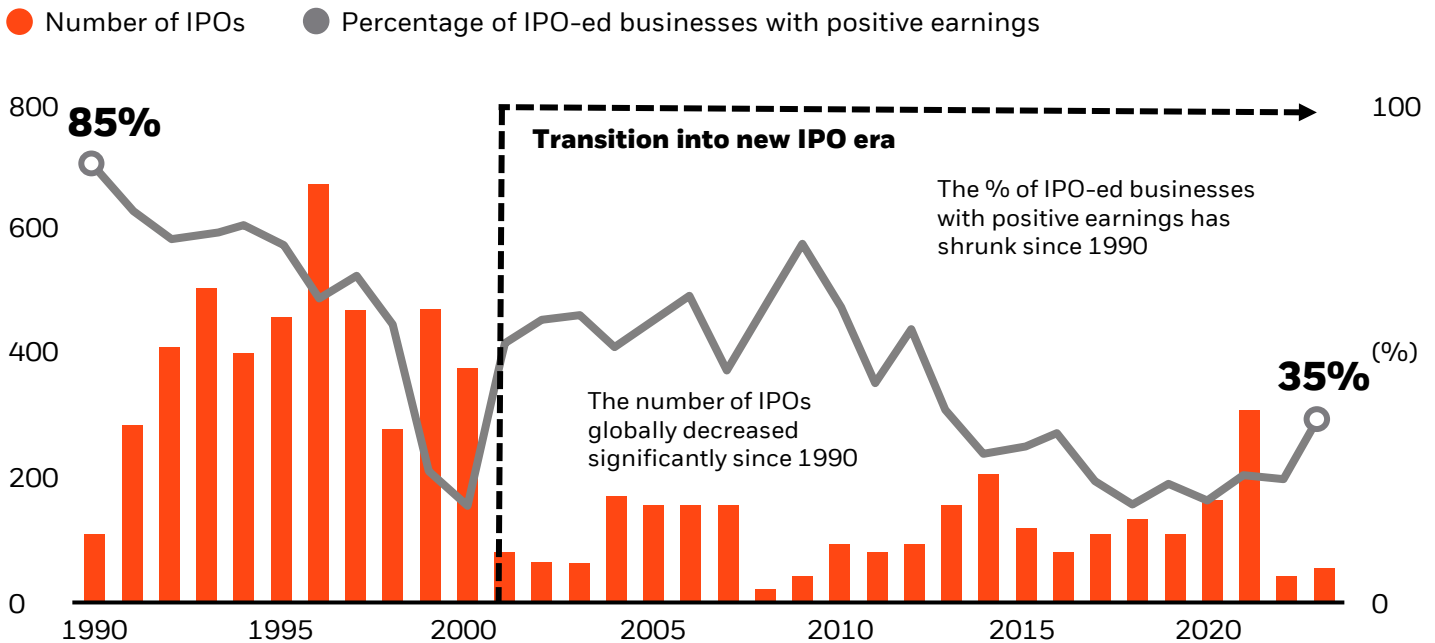 Number of IPOs
Percentage of IPO-ed businesses with positive earnings
800
85%
100
Transition into new IPO era
The % of IPO-ed businesses
with positive earnings has
shrunk since 1990
600
400
(%)
35%
The number of IPOs
globally decreased
significantly since 1990
200
0
0
1990
1995
2000
2005
2010
2015
2020